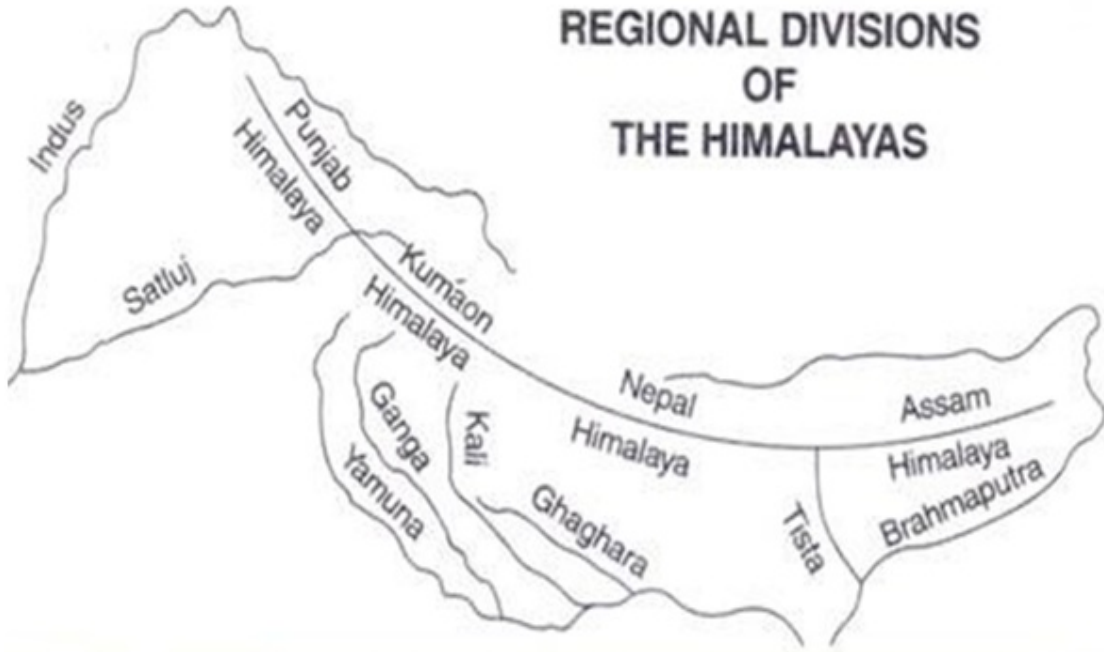 REGIONAL DIVISIONS
OF
THE HIMALAYAS
Indus
Punjab
Himalaya
Satluj
Kumáon
Himalaya
Nepal
Himalaya
Assam
Himalaya
Ganga
Kali
Yamuna
Ghaghara
Tista
Brahmaputra